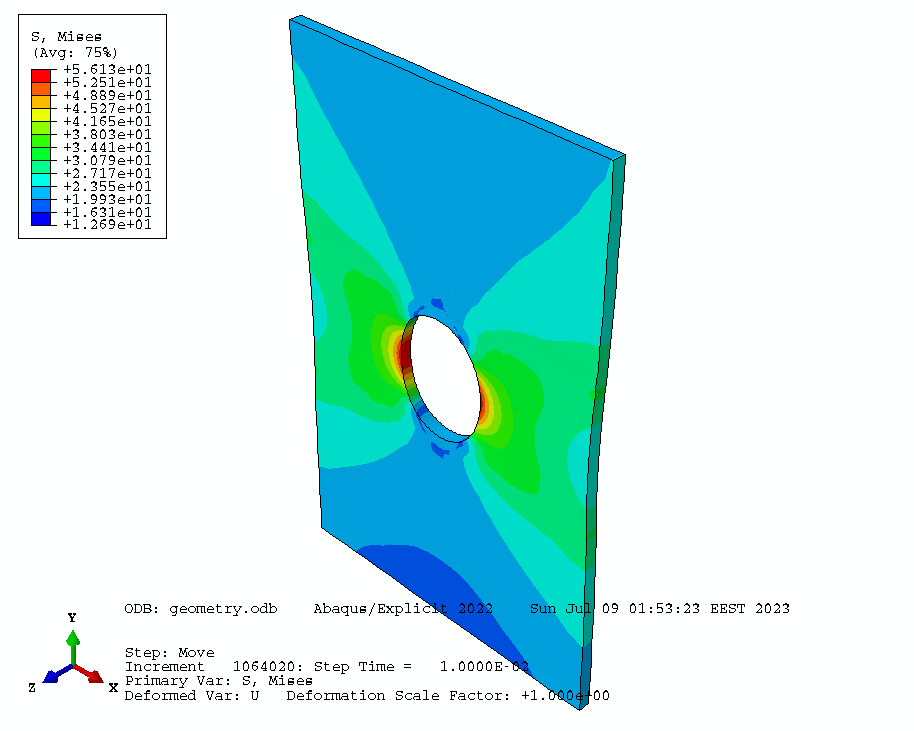 S, Mises
(Avg: 75%)
+5.613e+01
+5.251e+01
+4.889e+01
+4.527e+01
+4.165e+01
+3.803e+01
+3.441e+01
+3.079e+01
+2.717e+01
+2.355e+01
+1.993e+01
+1.631e+01
+1.269e+01
ODB: geometry.odb Abaqus/Explicit 2022 Sun Jul 09 01:53:23 EEST 2023
Y
Z X
Step: Move
Increment 1064020: Step Time = 1.0000E-02
Primary Var: S, Mises
Deformed Var: U Deformation Scale Factor: +1.000e+00